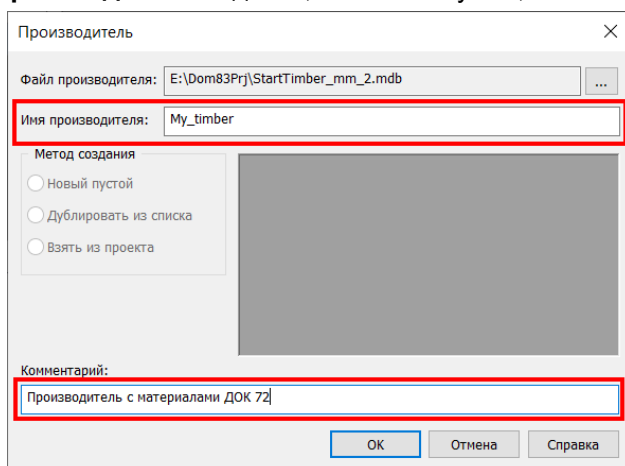 Производитель
Файл производителя: E:\Dom83Prj\StartTimber_mm_2.mdb ...
Имя производителя: My_timber
Метод создания
Новый пустой
Дублировать из списка
Взять из проекта
Комментарий:
Производитель с материалами ДОК 72
ОК Отмена Справка